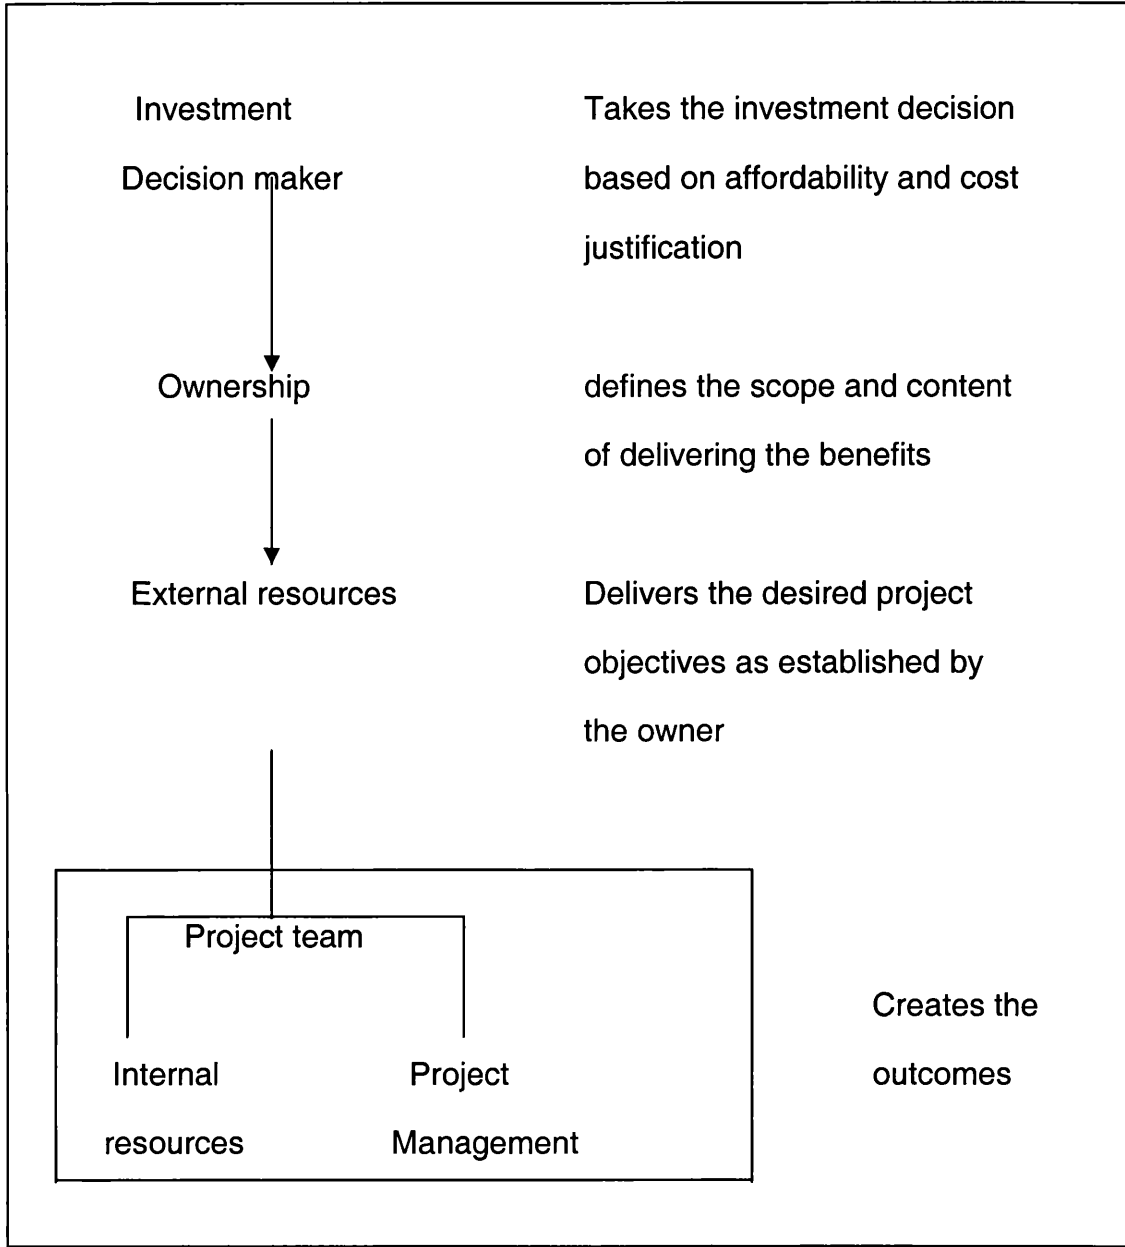 Investment
Decision maker
Takes the investment decision
based on affordability and cost
justification
Ownership
defines the scope and content
of delivering the benefits
External resources
Delivers the desired project
objectives as established by
the owner
Project team
Internal
resources
Project
Management
Creates the
outcomes